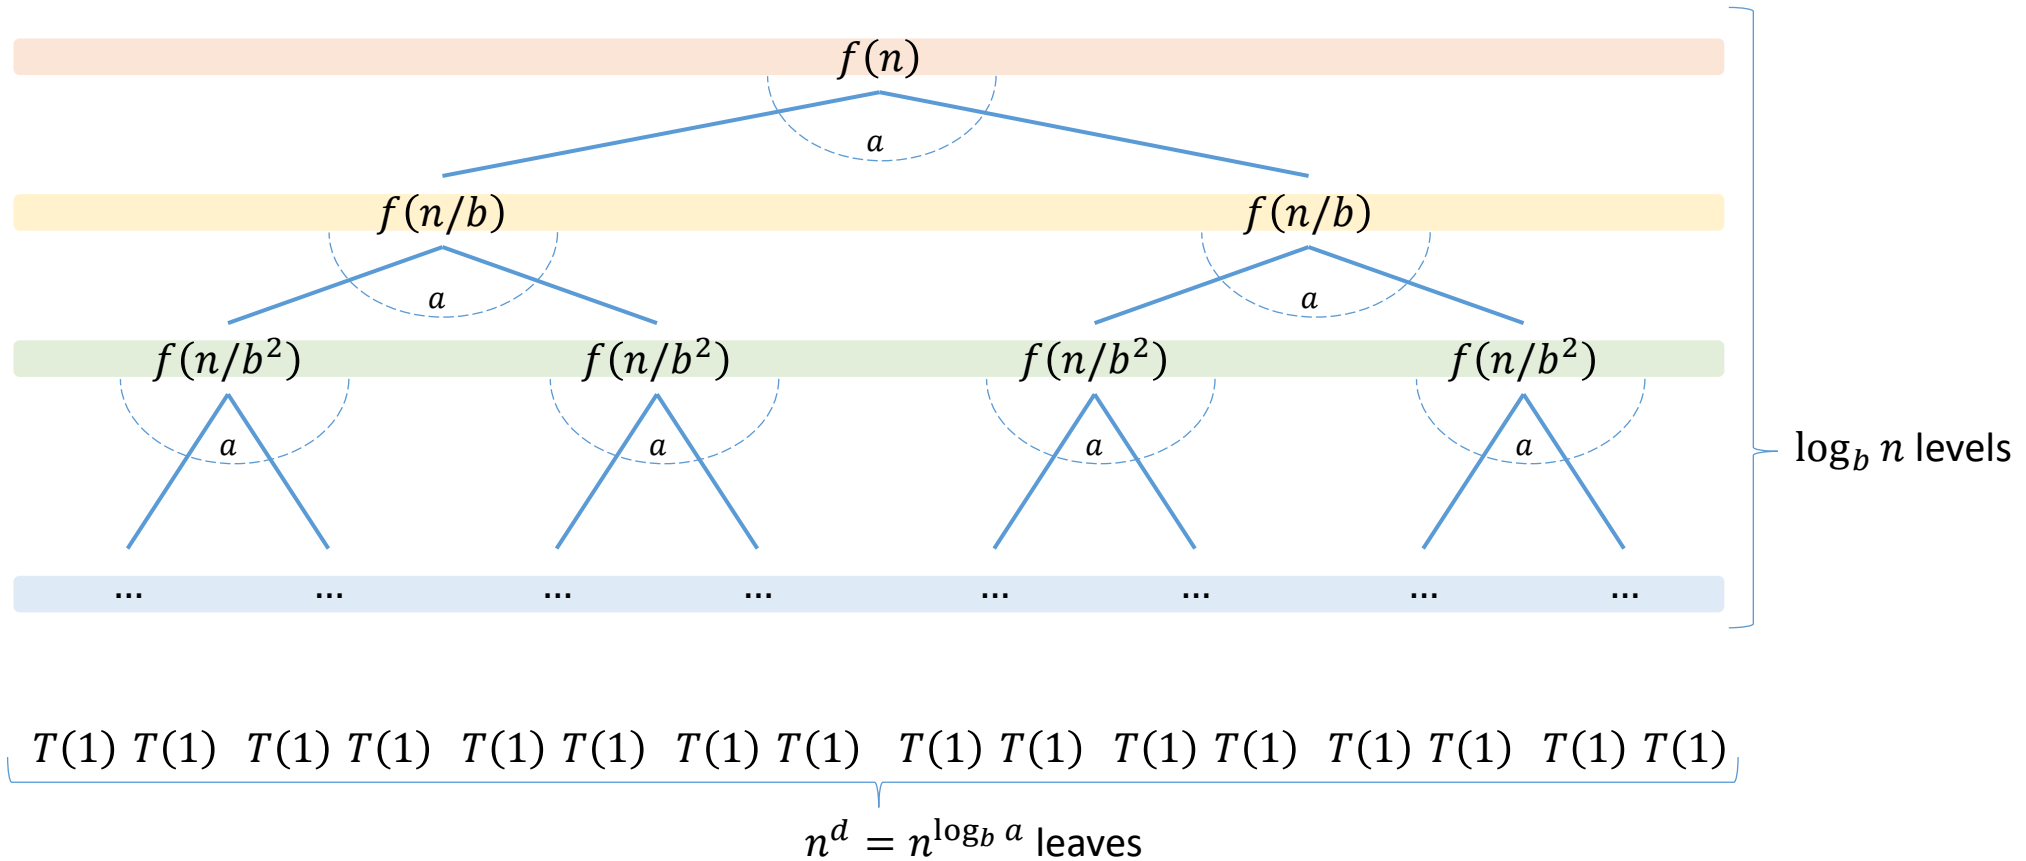 f(n)
a
f(n/b) f(n/b)
a a
f(n/b²) f(n/b²) f(n/b²) f(n/b²)
a a a a
log_b n levels
... ... ... ... ... ... ... ...
T(1) T(1) T(1) T(1) T(1) T(1) T(1) T(1) T(1) T(1) T(1) T(1) T(1) T(1) T(1) T(1)
n^d = n^{log_b a} leaves